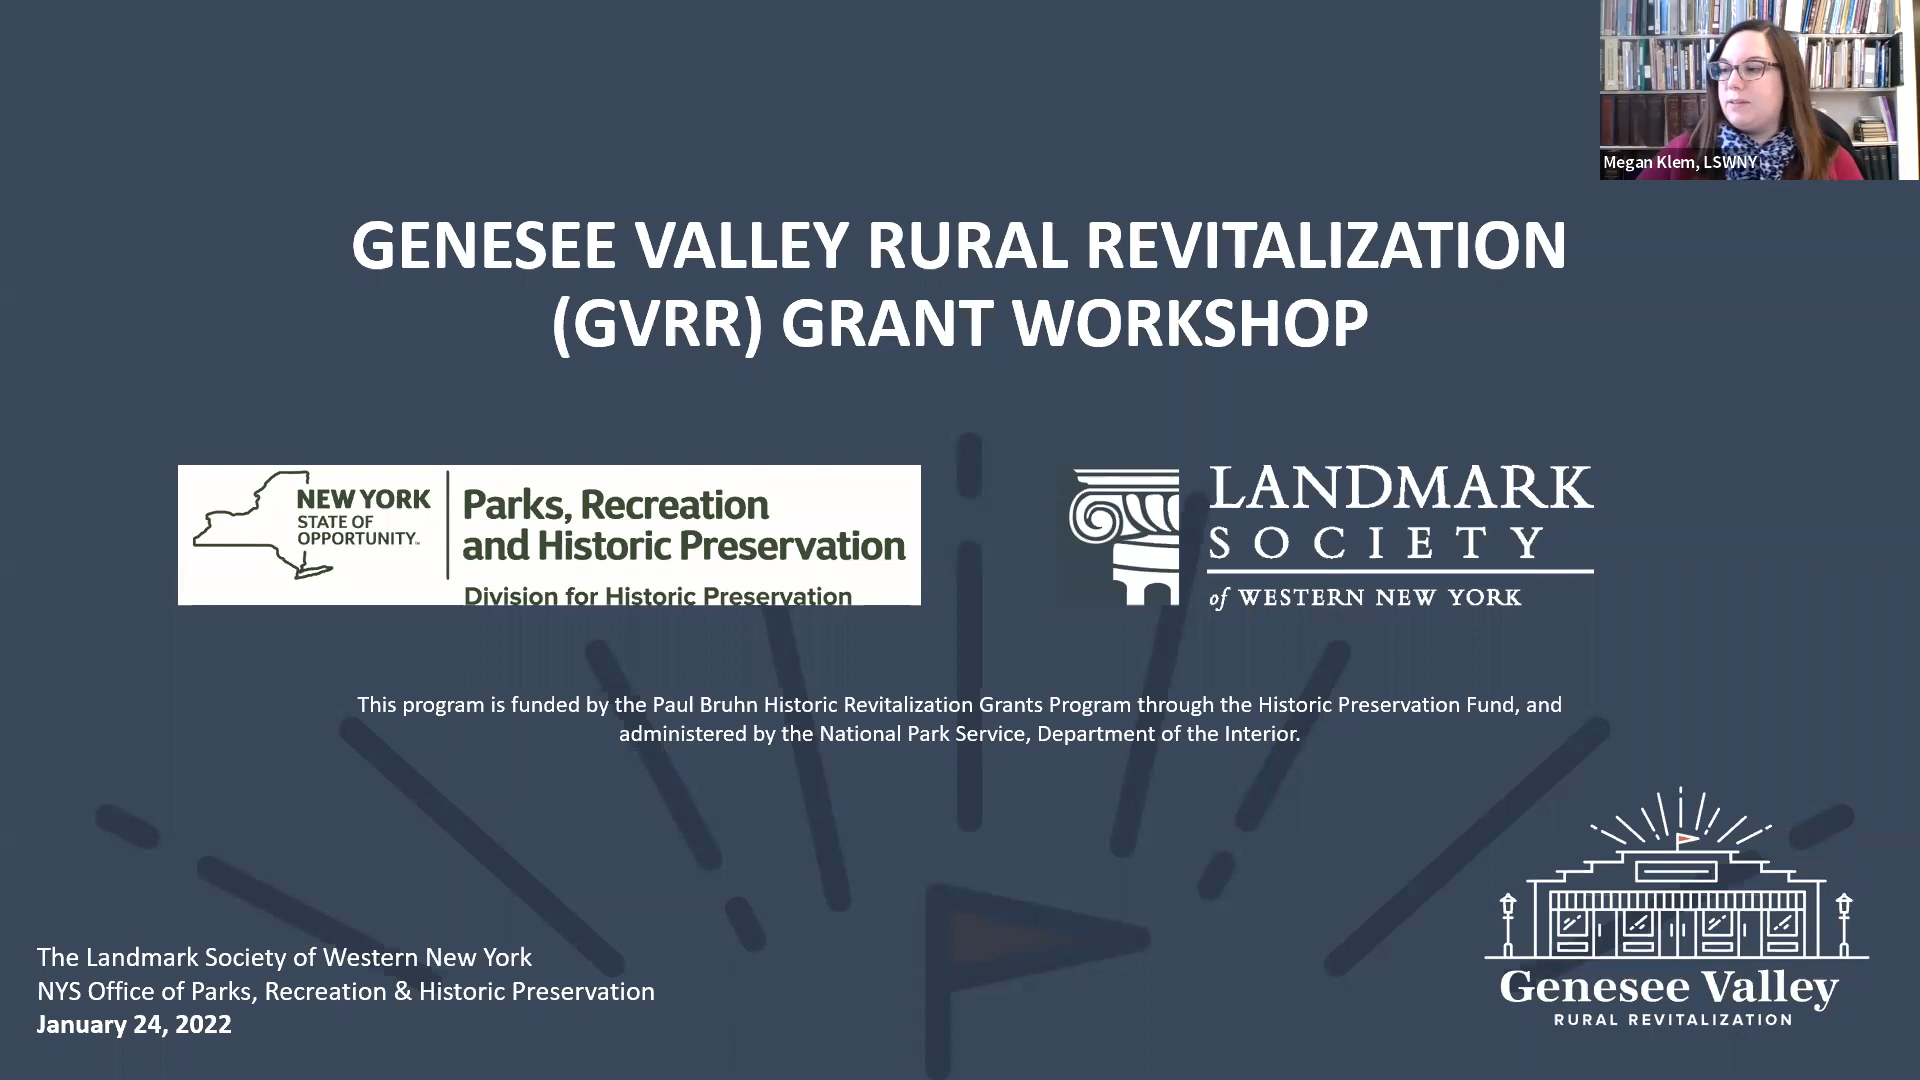 Megan Klem, LSWNY
GENESEE VALLEY RURAL REVITALIZATION
(GVRR) GRANT WORKSHOP
NEW YORK
STATE OF
OPPORTUNITY™
Parks, Recreation
and Historic Preservation
Division for Historic Preservation
LANDMARK
SOCIETY
of WESTERN NEW YORK
This program is funded by the Paul Bruhn Historic Revitalization Grants Program through the Historic Preservation Fund, and
administered by the National Park Service, Department of the Interior.
The Landmark Society of Western New York
NYS Office of Parks, Recreation & Historic Preservation
January 24, 2022
Genesee Valley
RURAL REVITALIZATION